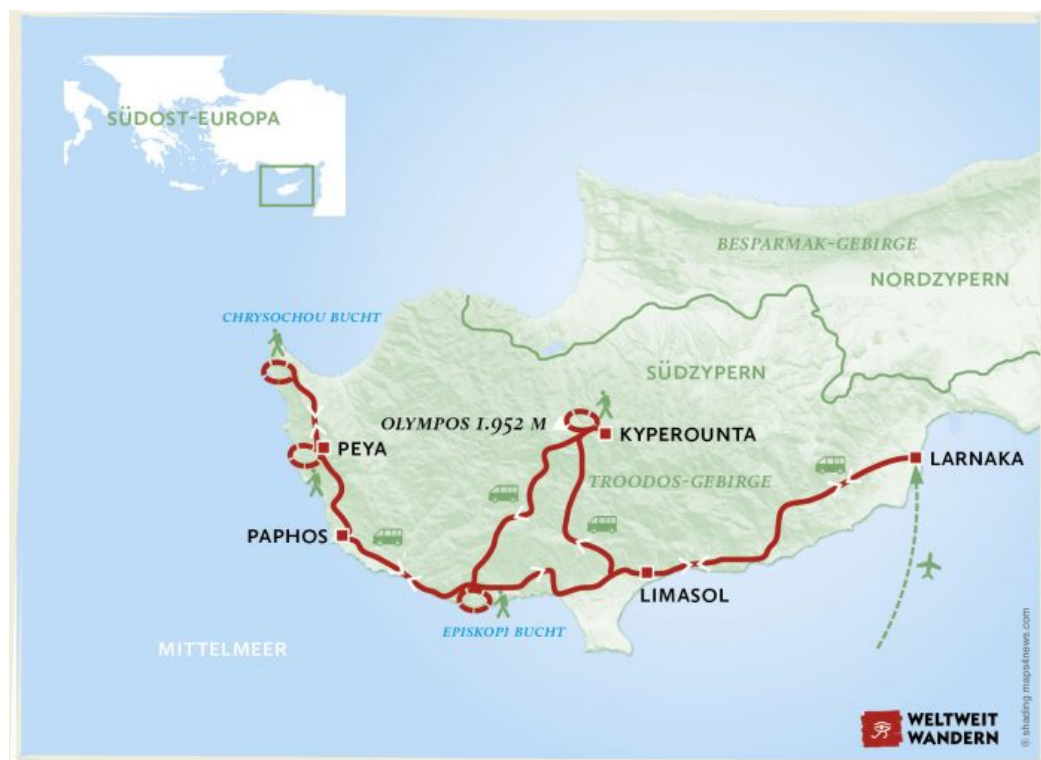 SÜDOST-EUROPA
BESPARMAK-GEBIRGE
NORDZYPERN
CHRYSOCHOU BUCHT
SÜDZYPERN
OLYMPOS 1.952 M
KYPEROUNTA
PEYA
LARNAKA
TROODOS-GEBIRGE
PAPHOS
LIMASOL
EPISKOPI BUCHT
MITTELMEER
WELTWEIT
WANDERN
© shading maps4news.com